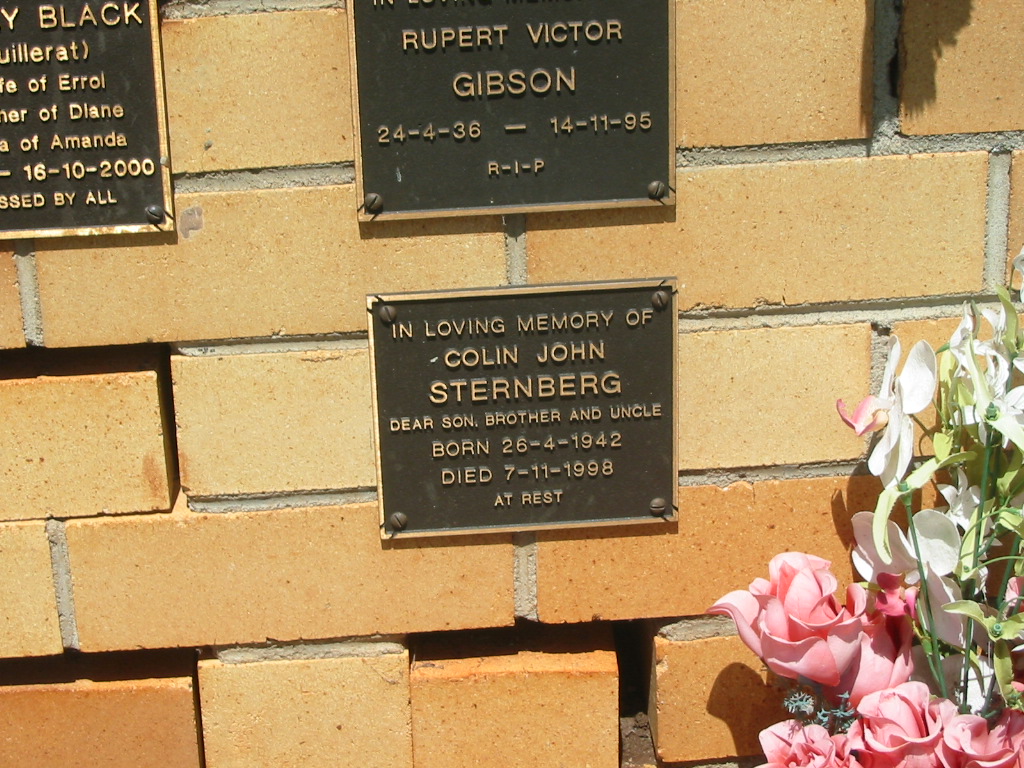 Y BLACK
uillerat)
fe of Errol
her of Diane
a of Amanda
– 16-10-2000
SSED BY ALL
IN LOVING
RUPERT VICTOR
GIBSON
24-4-36 — 14-11-95
R-I-P
IN LOVING MEMORY OF
COLIN JOHN
STERNBERG
DEAR SON, BROTHER AND UNCLE
BORN 26-4-1942
DIED 7-11-1998
AT REST